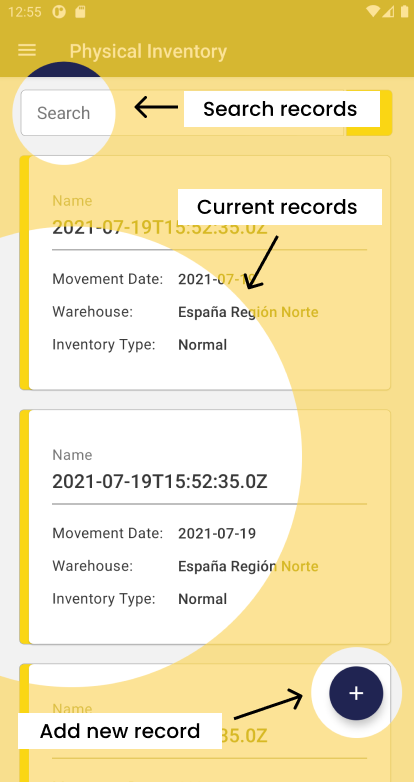 12:55
Physical Inventory
Search
Search records
Name
Current records
2021-07-19T15:52:35.0Z
Movement Date: 2021-07-19
Warehouse: España Región Norte
Inventory Type: Normal
Name
2021-07-19T15:52:35.0Z
Movement Date: 2021-07-19
Warehouse: España Región Norte
Inventory Type: Normal
Name
Add new record
35.0Z